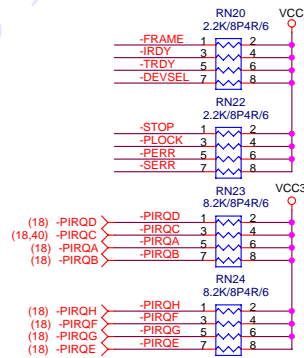 RN20 VCC
2.2K/8P4R/6
-FRAME 1 2
-IRDY 3 4
-TRDY 5 6
-DEVSEL 7 8
RN22
2.2K/8P4R/6
-STOP 1 2
-PLOCK 3 4
-PERR 5 6
-SERR 7 8
RN23 VCC3
8.2K/8P4R/6
(18) -PIRQD -PIRQD 1 2
(18,40) -PIRQC -PIRQC 3 4
(18) -PIRQA -PIRQA 5 6
(18) -PIRQB -PIRQB 7 8
RN24
8.2K/8P4R/6
(18) -PIRQH -PIRQH 1 2
(18) -PIRQF -PIRQF 3 4
(18) -PIRQG -PIRQG 5 6
(18) -PIRQE -PIRQE 7 8